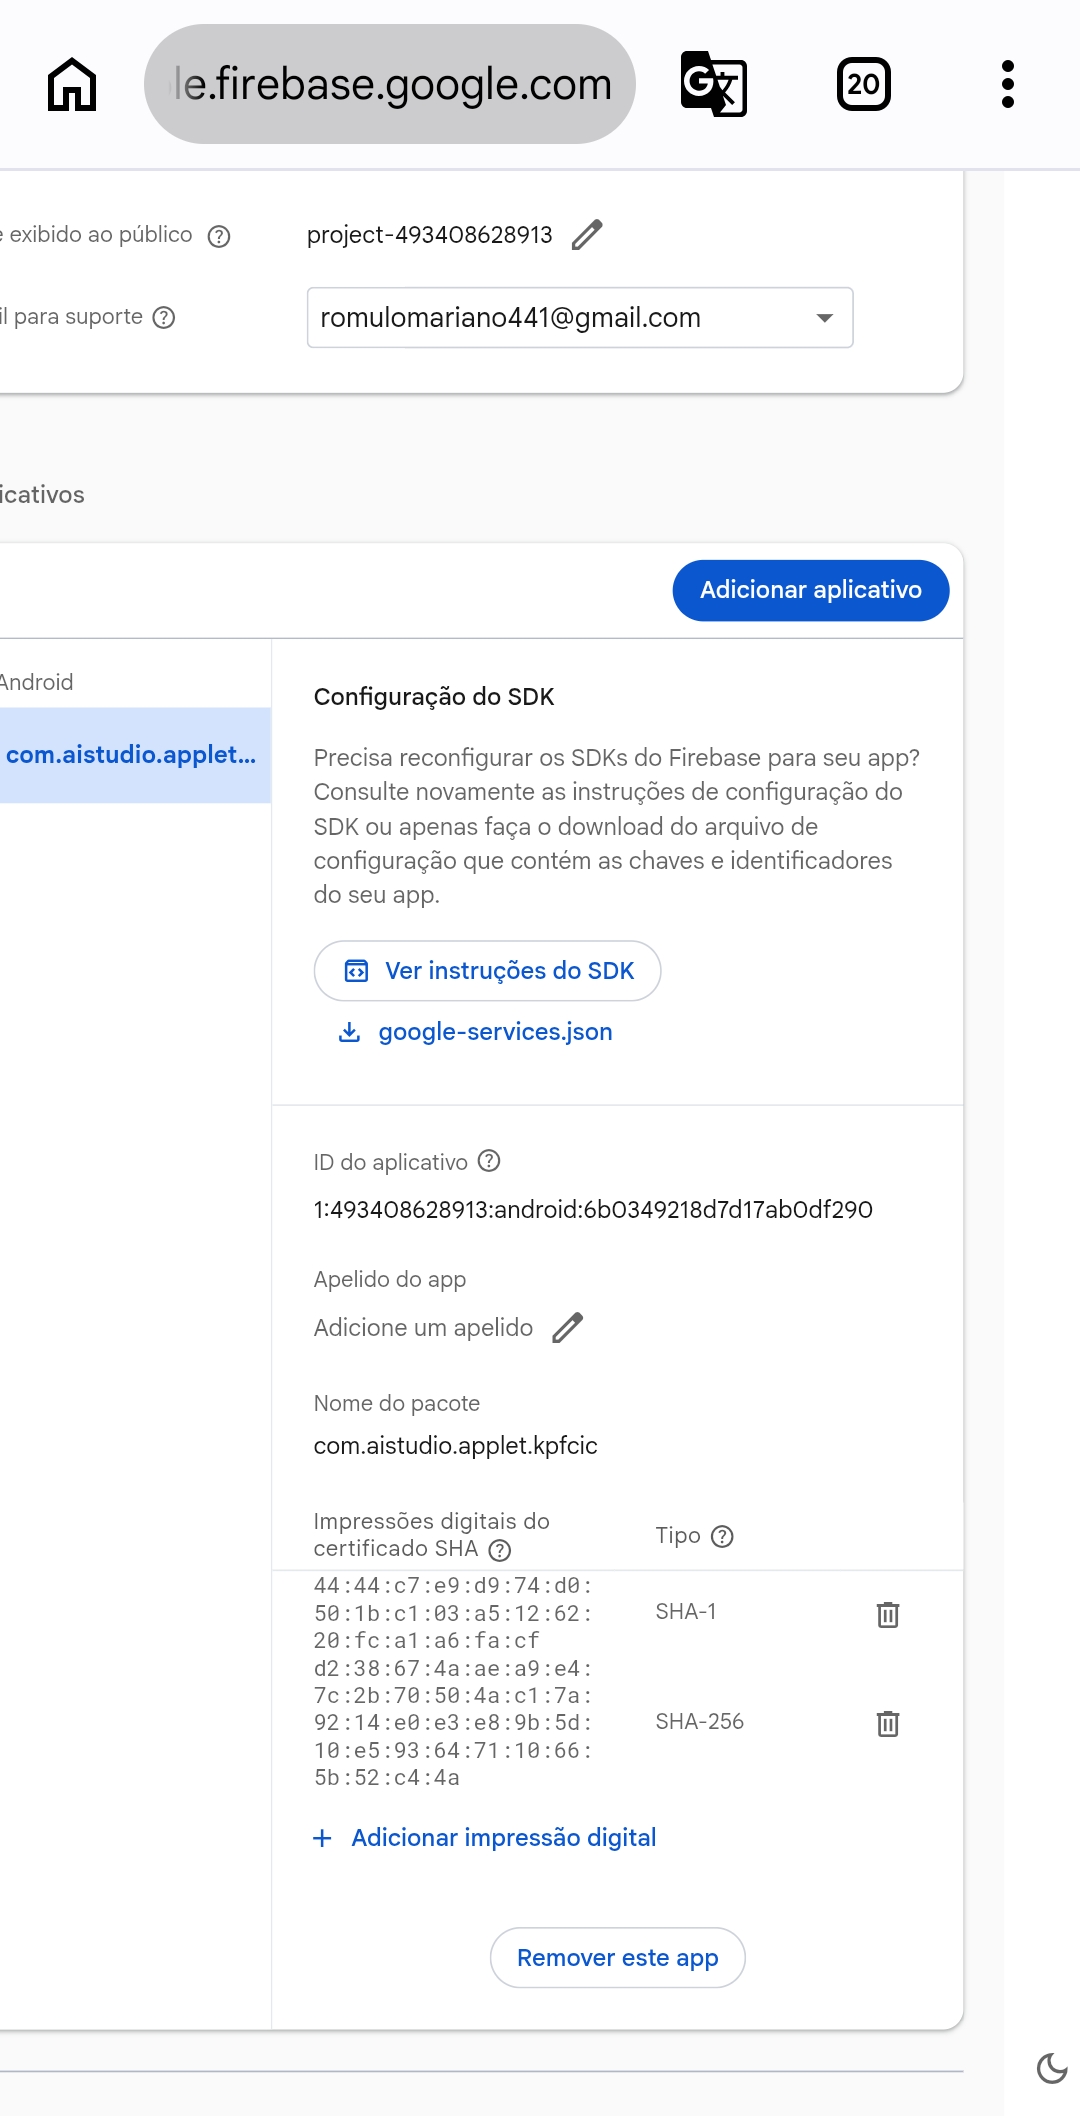 le.firebase.google.com
20
e exibido ao público
project-493408628913
il para suporte
romulomariano441@gmail.com
icativos
Adicionar aplicativo
Android
com.aistudio.applet...
Configuração do SDK
Precisa reconfigurar os SDKs do Firebase para seu app?
Consulte novamente as instruções de configuração do
SDK ou apenas faça o download do arquivo de
configuração que contém as chaves e identificadores
do seu app.
Ver instruções do SDK
google-services.json
ID do aplicativo
1:493408628913:android:6b0349218d7d17ab0df290
Apelido do app
Adicione um apelido
Nome do pacote
com.aistudio.applet.kpfcic
Impressões digitais do
certificado SHA
Tipo
44:44:c7:e9:d9:74:d0:
50:1b:c1:03:a5:12:62:
20:fc:a1:a6:fa:cf
SHA-1
d2:38:67:4a:ae:a9:e4:
7c:2b:70:50:4a:c1:7a:
92:14:e0:e3:e8:9b:5d:
10:e5:93:64:71:10:66:
5b:52:c4:4a
SHA-256
+ Adicionar impressão digital
Remover este app